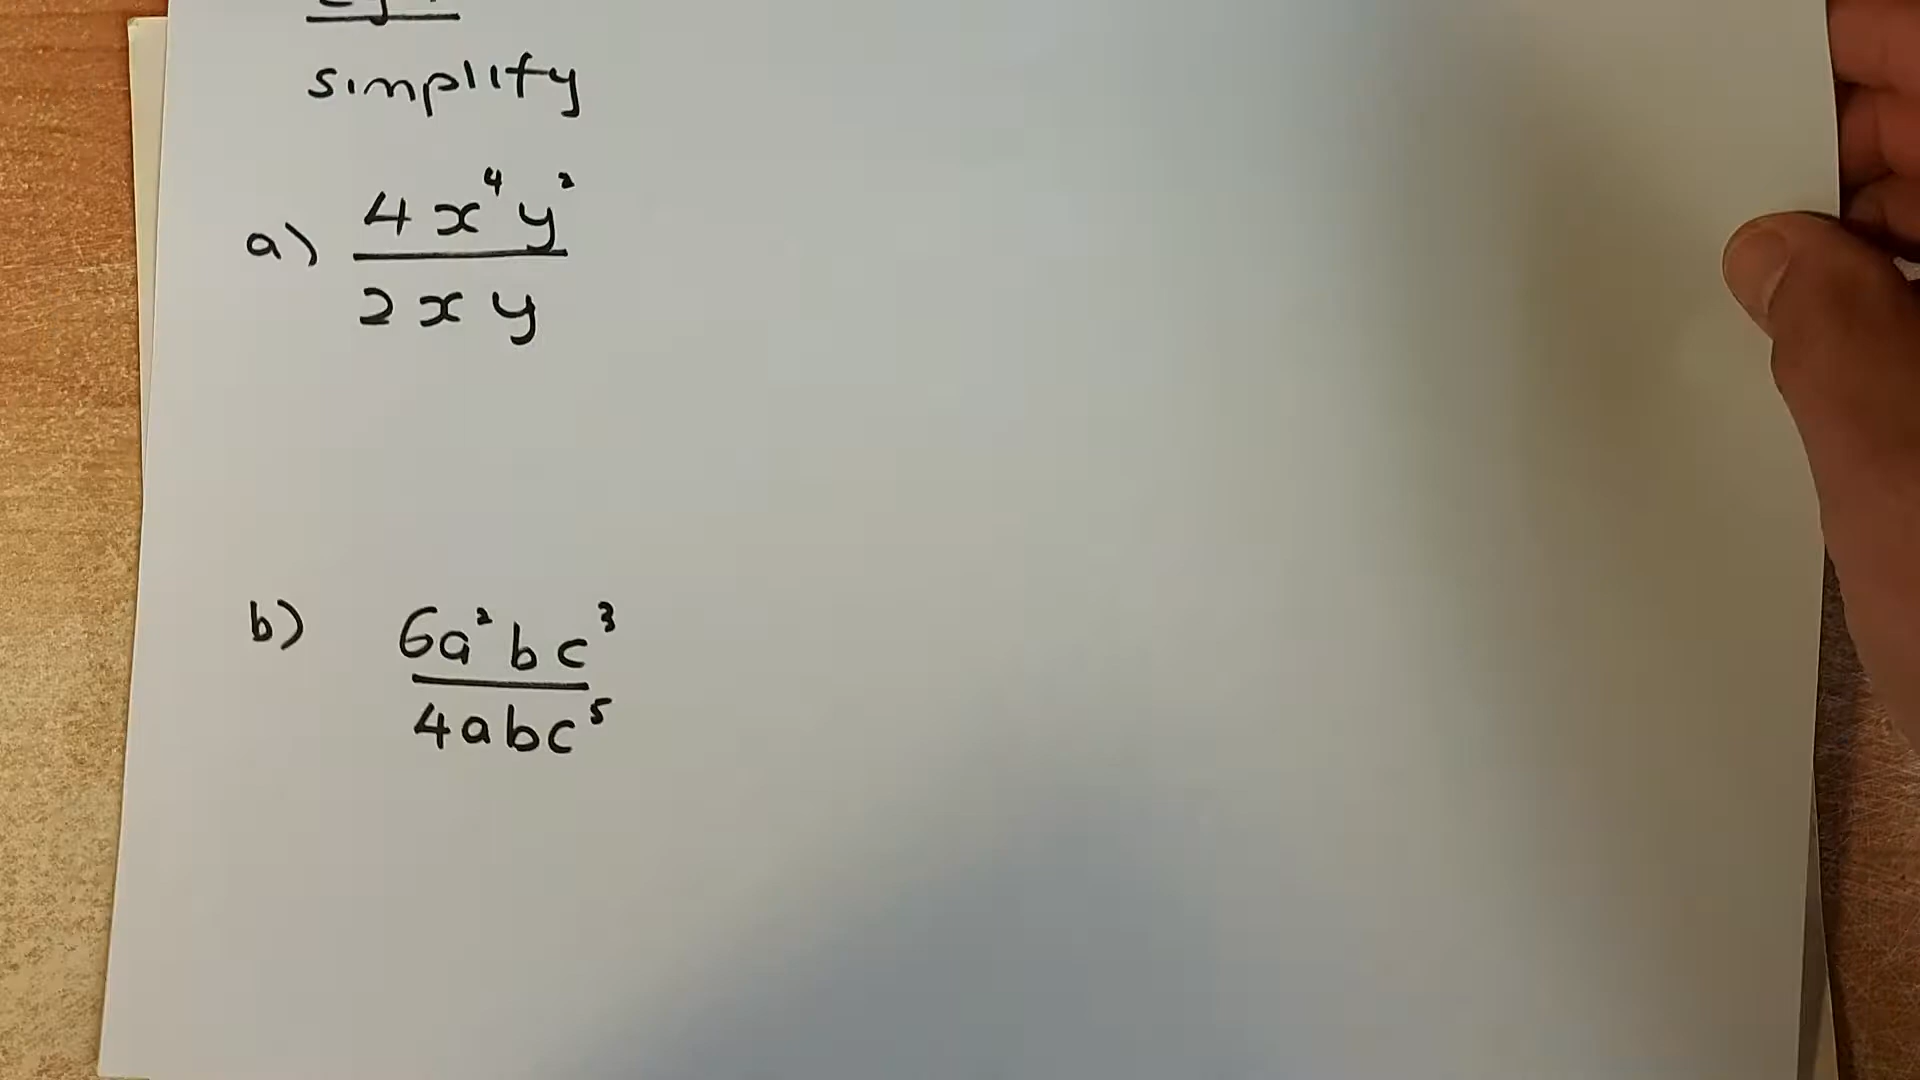 simplify
a) 4x⁴y² / 2xy
b) 6a²bc³ / 4abc⁵